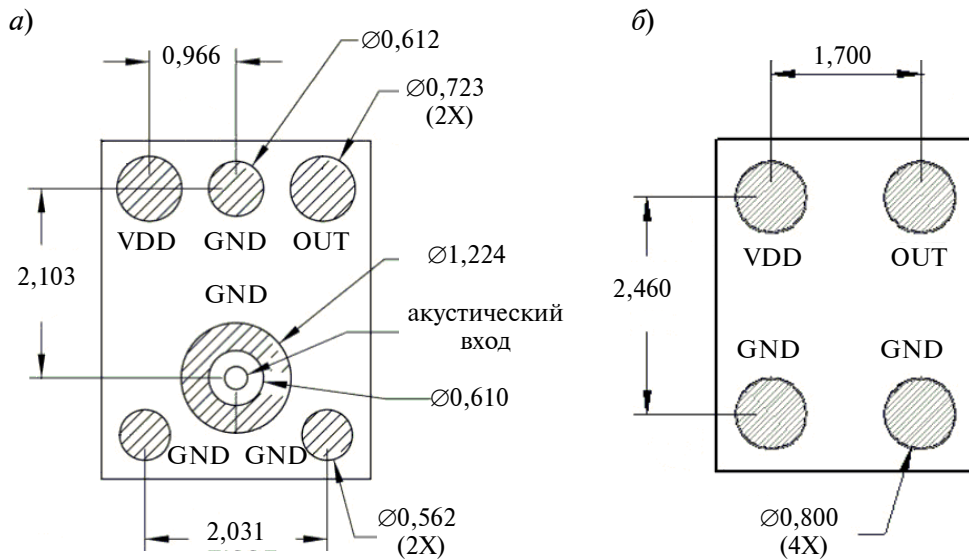 а)
0,966
∅0,612
∅0,723
(2X)
VDD GND OUT
2,103
GND
∅1,224
акустический
вход
∅0,610
GND GND
2,031
∅0,562
(2X)
б)
1,700
VDD OUT
2,460
GND GND
∅0,800
(4X)